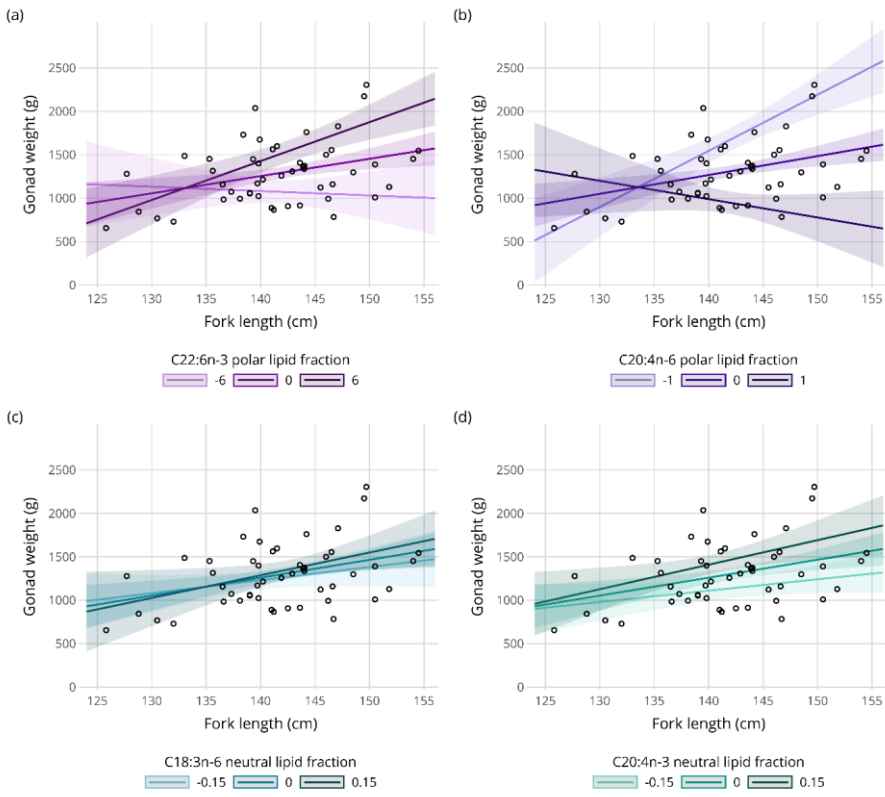 (a)
Gonad weight (g)
2500
2000
1500
1000
500
0
125 130 135 140 145 150 155
Fork length (cm)
C22:6n-3 polar lipid fraction
-6 0 6
(b)
Gonad weight (g)
2500
2000
1500
1000
500
0
125 130 135 140 145 150 155
Fork length (cm)
C20:4n-6 polar lipid fraction
-1 0 1
(c)
Gonad weight (g)
2500
2000
1500
1000
500
0
125 130 135 140 145 150 155
Fork length (cm)
C18:3n-6 neutral lipid fraction
-0.15 0 0.15
(d)
Gonad weight (g)
2500
2000
1500
1000
500
0
125 130 135 140 145 150 155
Fork length (cm)
C20:4n-3 neutral lipid fraction
-0.15 0 0.15